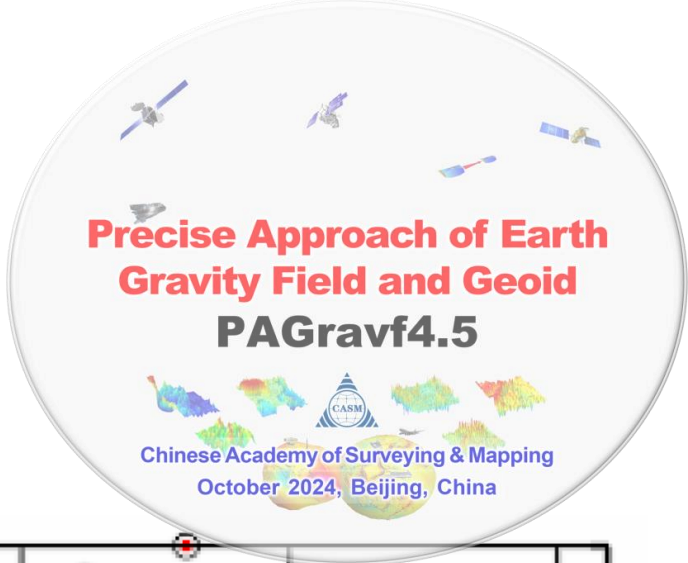 Precise Approach of Earth
Gravity Field and Geoid
PAGravf4.5
CASM
Chinese Academy of Surveying & Mapping
October 2024, Beijing, China